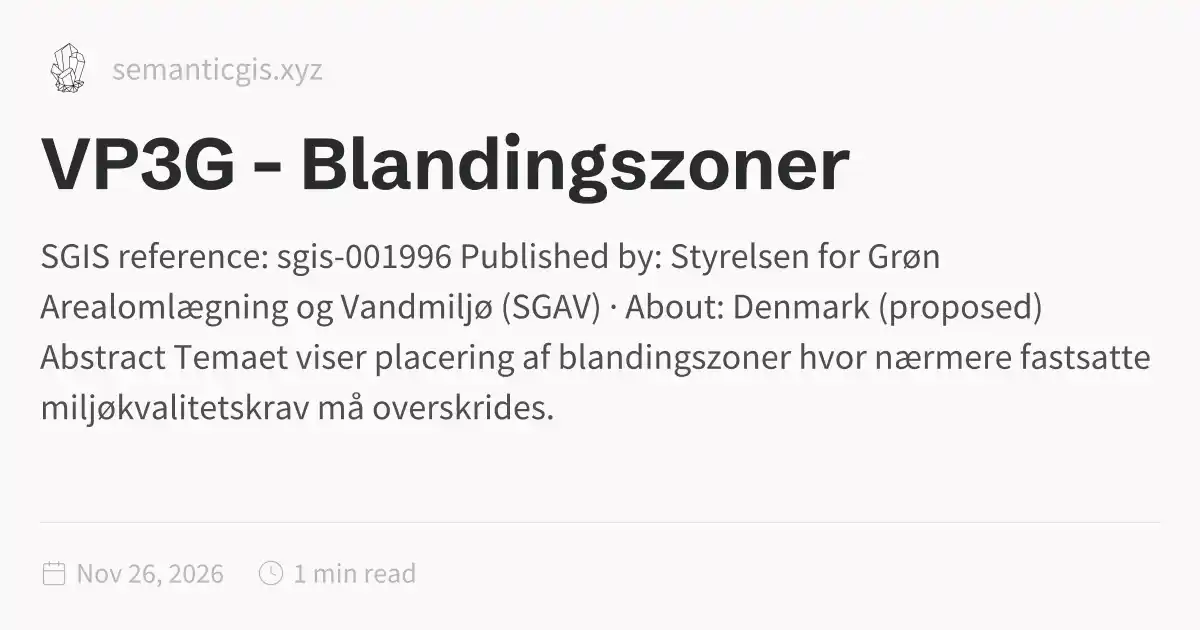 semanticgis.xyz
VP3G - Blandingszoner
SGIS reference: sgis-001996 Published by: Styrelsen for Grøn
Arealomlægning og Vandmiljø (SGAV) · About: Denmark (proposed)
Abstract Temaet viser placering af blandingszoner hvor nærmere fastsatte
miljøkvalitetskrav må overskrides.
Nov 26, 2026 1 min read